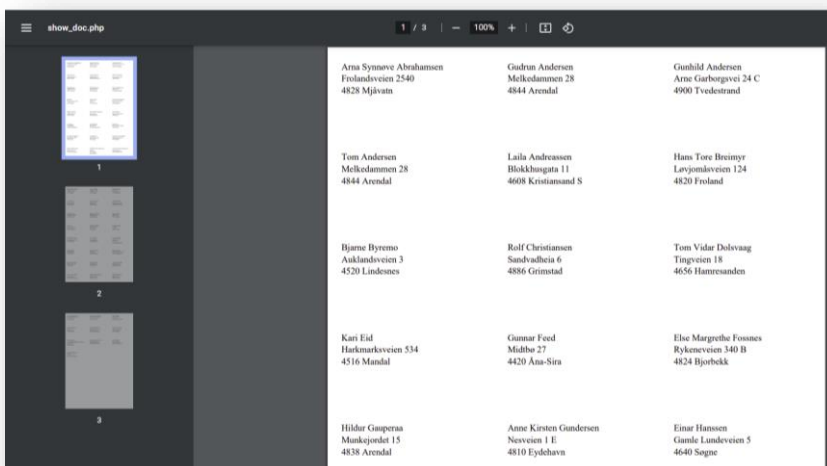 show_doc.php
1 / 3 — 100% +
1
2
3
Arna Synnøve Abrahamsen
Frolandsveien 2540
4828 Mjåvatn
Gudrun Andersen
Melkedammen 28
4844 Arendal
Gunhild Andersen
Arne Garborgsvei 24 C
4900 Tvedestrand
Tom Andersen
Melkedammen 28
4844 Arendal
Laila Andreassen
Blokkhusgata 11
4608 Kristiansand S
Hans Tore Breimyr
Løvjomåsveien 124
4820 Froland
Bjarne Byremo
Auklandsveien 3
4520 Lindesnes
Rolf Christiansen
Sandvadheia 6
4886 Grimstad
Tom Vidar Dolsvaag
Tingveien 18
4656 Hamresanden
Kari Eid
Harkmarksveien 534
4516 Mandal
Gunnar Feed
Midtbø 27
4420 Åna-Sira
Else Margrethe Fossnes
Rykeneveien 340 B
4824 Bjorbekk
Hildur Gauperaa
Munkejordet 15
4838 Arendal
Anne Kirsten Gundersen
Nesveien 1 E
4810 Eydehavn
Einar Hanssen
Gamle Lundeveien 5
4640 Søgne